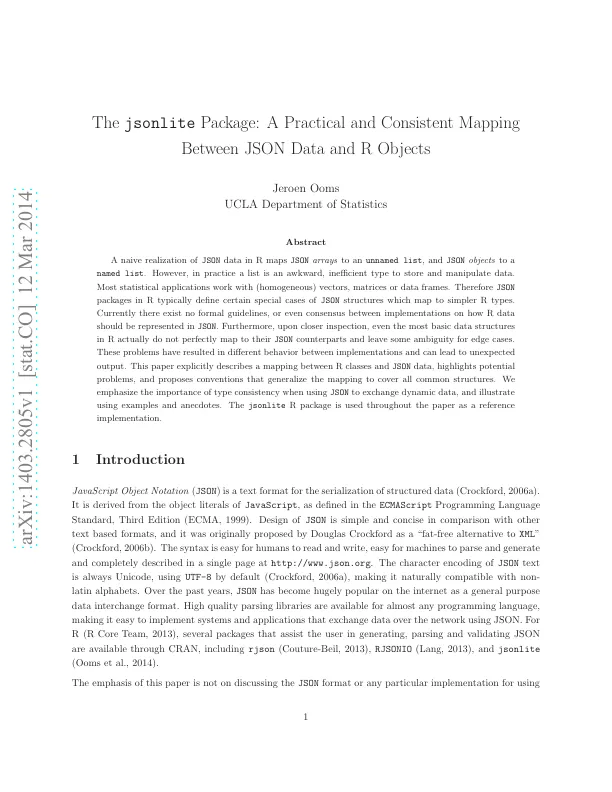 The jsonlite Package: A Practical and Consistent Mapping
Between JSON Data and R Objects
Jeroen Ooms
UCLA Department of Statistics
arXiv:1403.2805v1 [stat.CO] 12 Mar 2014
Abstract
A naive realization of JSON data in R maps JSON arrays to an unnamed list, and JSON objects to a
named list. However, in practice a list is an awkward, inefficient type to store and manipulate data.
Most statistical applications work with (homogeneous) vectors, matrices or data frames. Therefore JSON
packages in R typically define certain special cases of JSON structures which map to simpler R types.
Currently there exist no formal guidelines, or even consensus between implementations on how R data
should be represented in JSON. Furthermore, upon closer inspection, even the most basic data structures
in R actually do not perfectly map to their JSON counterparts and leave some ambiguity for edge cases.
These problems have resulted in different behavior between implementations and can lead to unexpected
output. This paper explicitly describes a mapping between R classes and JSON data, highlights potential
problems, and proposes conventions that generalize the mapping to cover all common structures. We
emphasize the importance of type consistency when using JSON to exchange dynamic data, and illustrate
using examples and anecdotes. The jsonlite R package is used throughout the paper as a reference
implementation.
1 Introduction
JavaScript Object Notation (JSON) is a text format for the serialization of structured data (Crockford, 2006a).
It is derived from the object literals of JavaScript, as defined in the ECMAScript Programming Language
Standard, Third Edition (ECMA, 1999). Design of JSON is simple and concise in comparison with other
text based formats, and it was originally proposed by Douglas Crockford as a “fat-free alternative to XML”
(Crockford, 2006b). The syntax is easy for humans to read and write, easy for machines to parse and generate
and completely described in a single page at http://www.json.org. The character encoding of JSON text
is always Unicode, using UTF-8 by default (Crockford, 2006a), making it naturally compatible with non-
latin alphabets. Over the past years, JSON has become hugely popular on the internet as a general purpose
data interchange format. High quality parsing libraries are available for almost any programming language,
making it easy to implement systems and applications that exchange data over the network using JSON. For
R (R Core Team, 2013), several packages that assist the user in generating, parsing and validating JSON
are available through CRAN, including rjson (Couture-Beil, 2013), RJSONIO (Lang, 2013), and jsonlite
(Ooms et al., 2014).
The emphasis of this paper is not on discussing the JSON format or any particular implementation for using
1